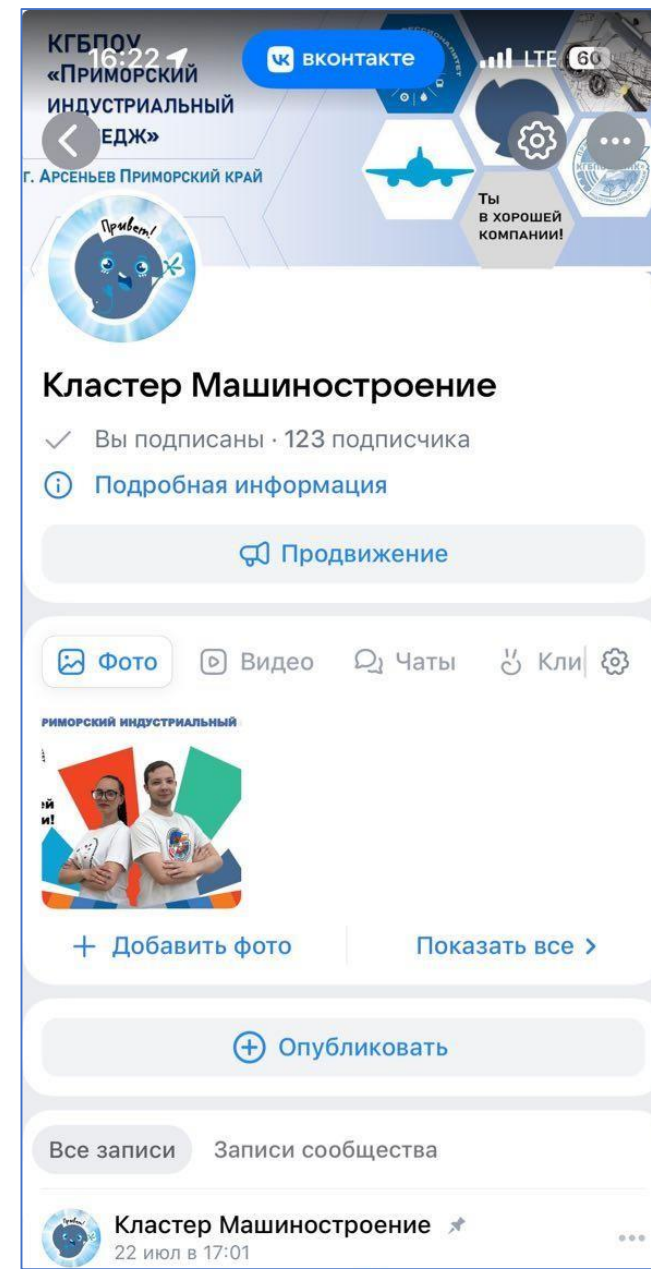 КГБПОУ
16:22
вконтакте
LTE 60
«Приморский
индустриальный
ЕДЖ»
г. Арсеньев Приморский край
Ты
в хорошей
компании!
Привет!
Кластер Машиностроение
Вы подписаны · 123 подписчика
Подробная информация
Продвижение
Фото Видео Чаты Кли
РИМОРСКИЙ ИНДУСТРИАЛЬНЫЙ
ей
и!
+ Добавить фото Показать все >
Опубликовать
Все записи Записи сообщества
Кластер Машиностроение
22 июл в 17:01